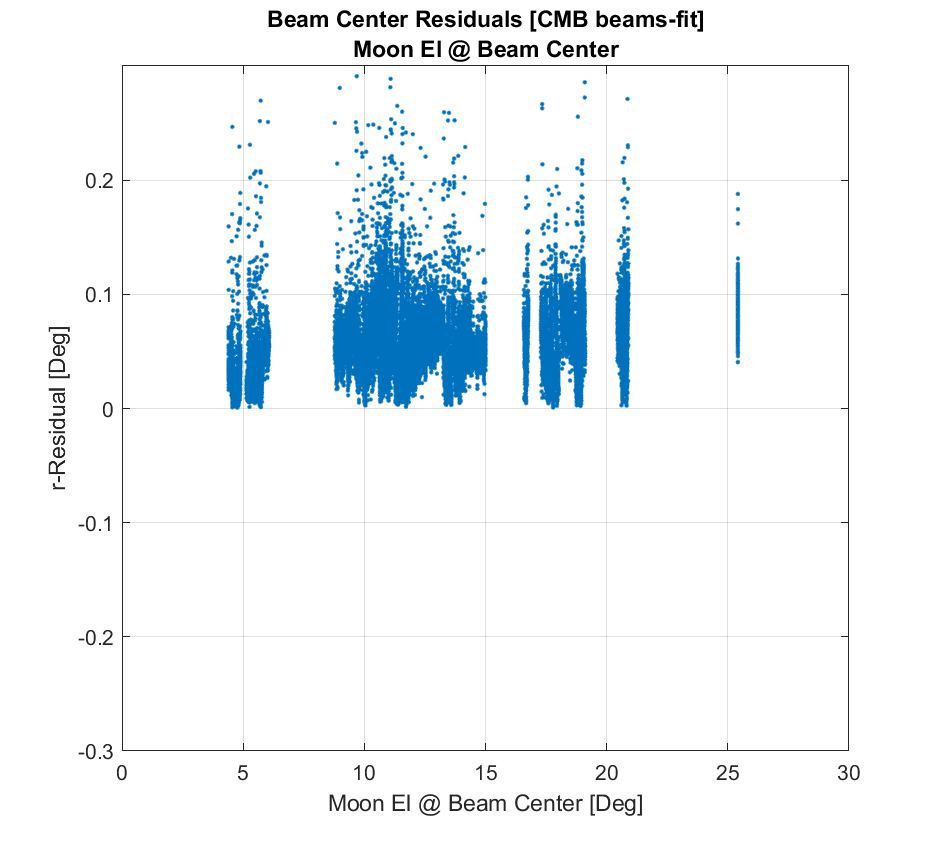 Beam Center Residuals [CMB beams-fit]
Moon El @ Beam Center
r-Residual [Deg]
0.2
0.1
0
-0.1
-0.2
-0.3
0 5 10 15 20 25 30
Moon El @ Beam Center [Deg]